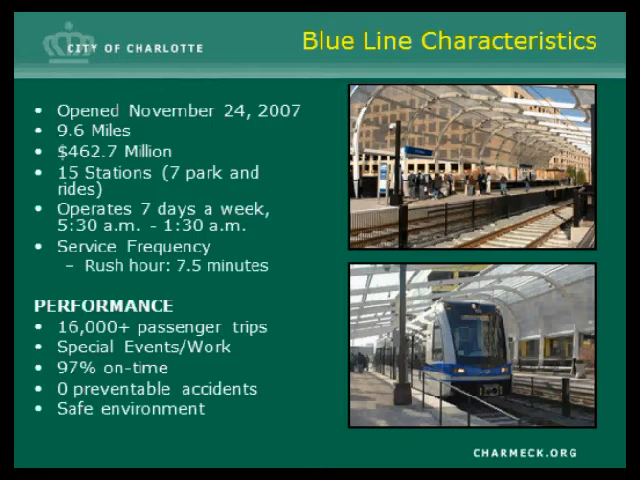 CITY OF CHARLOTTE
Blue Line Characteristics
• Opened November 24, 2007
• 9.6 Miles
• $462.7 Million
• 15 Stations (7 park and
rides)
• Operates 7 days a week,
5:30 a.m. - 1:30 a.m.
• Service Frequency
– Rush hour: 7.5 minutes
PERFORMANCE
• 16,000+ passenger trips
• Special Events/Work
• 97% on-time
• 0 preventable accidents
• Safe environment
CHARMECK.ORG